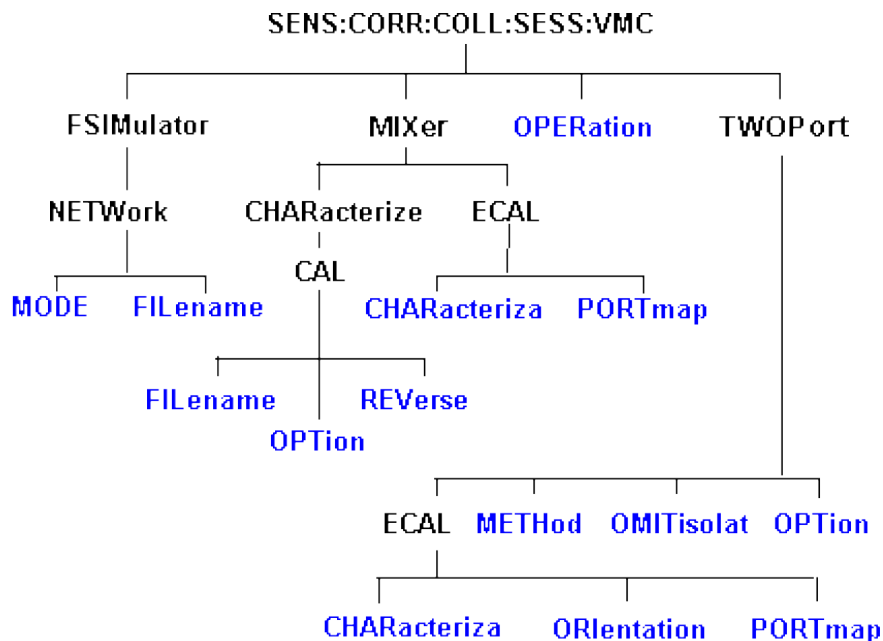 SENS:CORR:COLL:SESS:VMC
FSIMulator MIXer OPERation TWOPort
NETWork CHARacterize ECAL
CAL
MODE FILename CHARacteriza PORTmap
FILename REVerse
OPTion
ECAL METHod OMITisolat OPTion
CHARacteriza ORIentation PORTmap